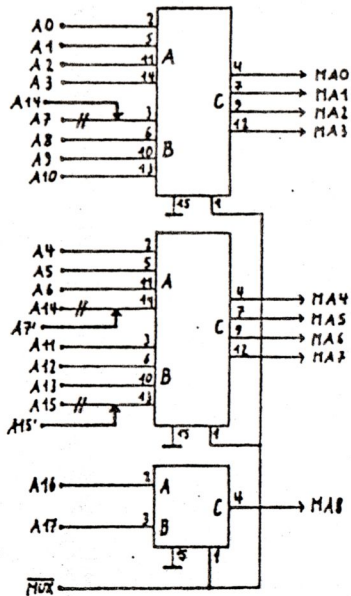 A0 2
A1 5
A2 11 A
A3 14
A14
A7 3
A8 6
A9 10 B
A10 13
C
4 MA0
7 MA1
9 MA2
12 MA3
15 1
A4 2
A5 5
A6 11 A
A14 14
A7'
A11 3
A12 6
A13 10 B
A15 13
A15'
C
4 MA4
7 MA5
9 MA6
12 MA7
15 1
A16 2 A
A17 3 B
C 4 MA8
15 1
MUX